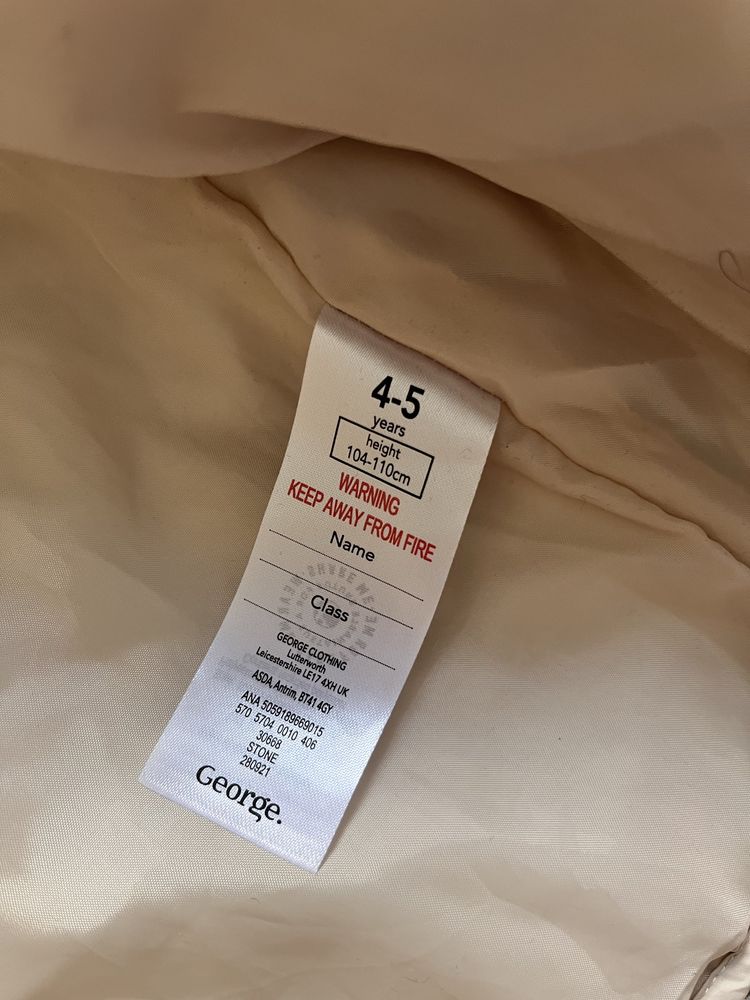 4-5
years
height
104-110cm
WARNING
KEEP AWAY FROM FIRE
Name
Class
GEORGE CLOTHING
Lutterworth
Leicestershire LE17 4XH UK
ASDA, Antrim, BT41 4GY
ANA 5059189669015
570 5704 0010 406
30668
STONE
280921
George.